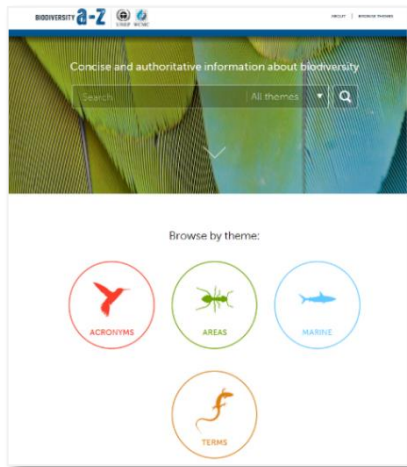 BIODIVERSITY a-z
ABOUT | BROWSE THEMES
Concise and authoritative information about biodiversity
Search All themes
Browse by theme:
ACRONYMS
AREAS
MARINE
TERMS